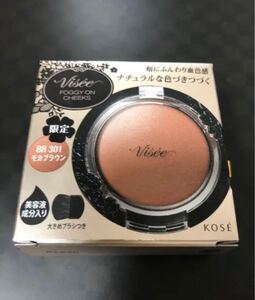 Visée
FOGGY ON
CHEEKS
頬にふんわり血色感
ナチュラルな色づきつづく
限定
BR 301
モカブラウン
Visée
美容液
成分入り
大きめブラシつき
KOSÉ